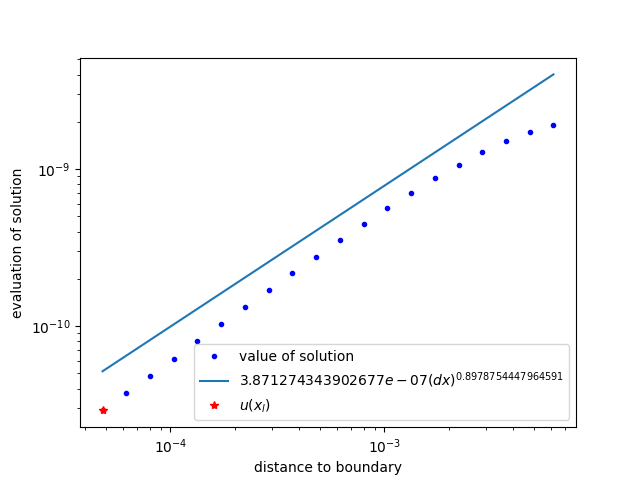 10^{-9}
10^{-10}
evaluation of solution
value of solution
3.871274343902677e − 07(dx)^{0.8978754447964591}
u(x_l)
10^{-4} 10^{-3}
distance to boundary